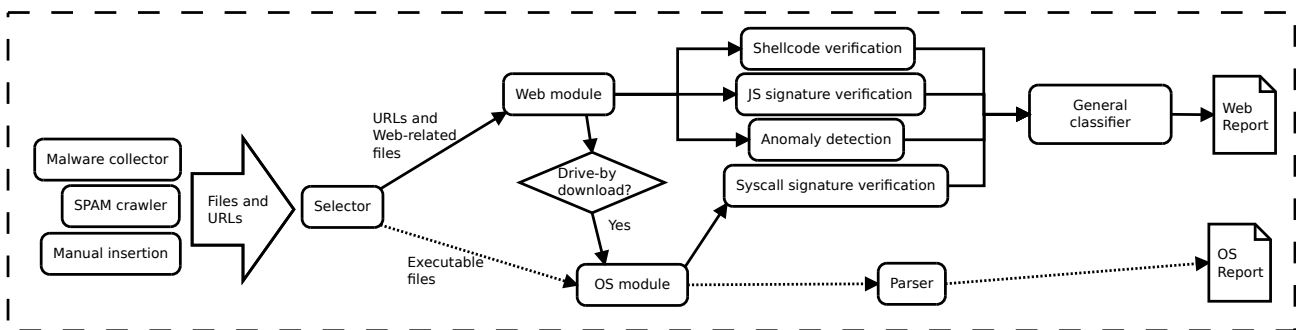 Malware collector
SPAM crawler
Manual insertion
Files and
URLs
Selector
URLs and
Web-related
files
Executable
files
Web module
Drive-by
download?
Yes
OS module
Shellcode verification
JS signature verification
Anomaly detection
Syscall signature verification
Parser
General
classifier
Web
Report
OS
Report